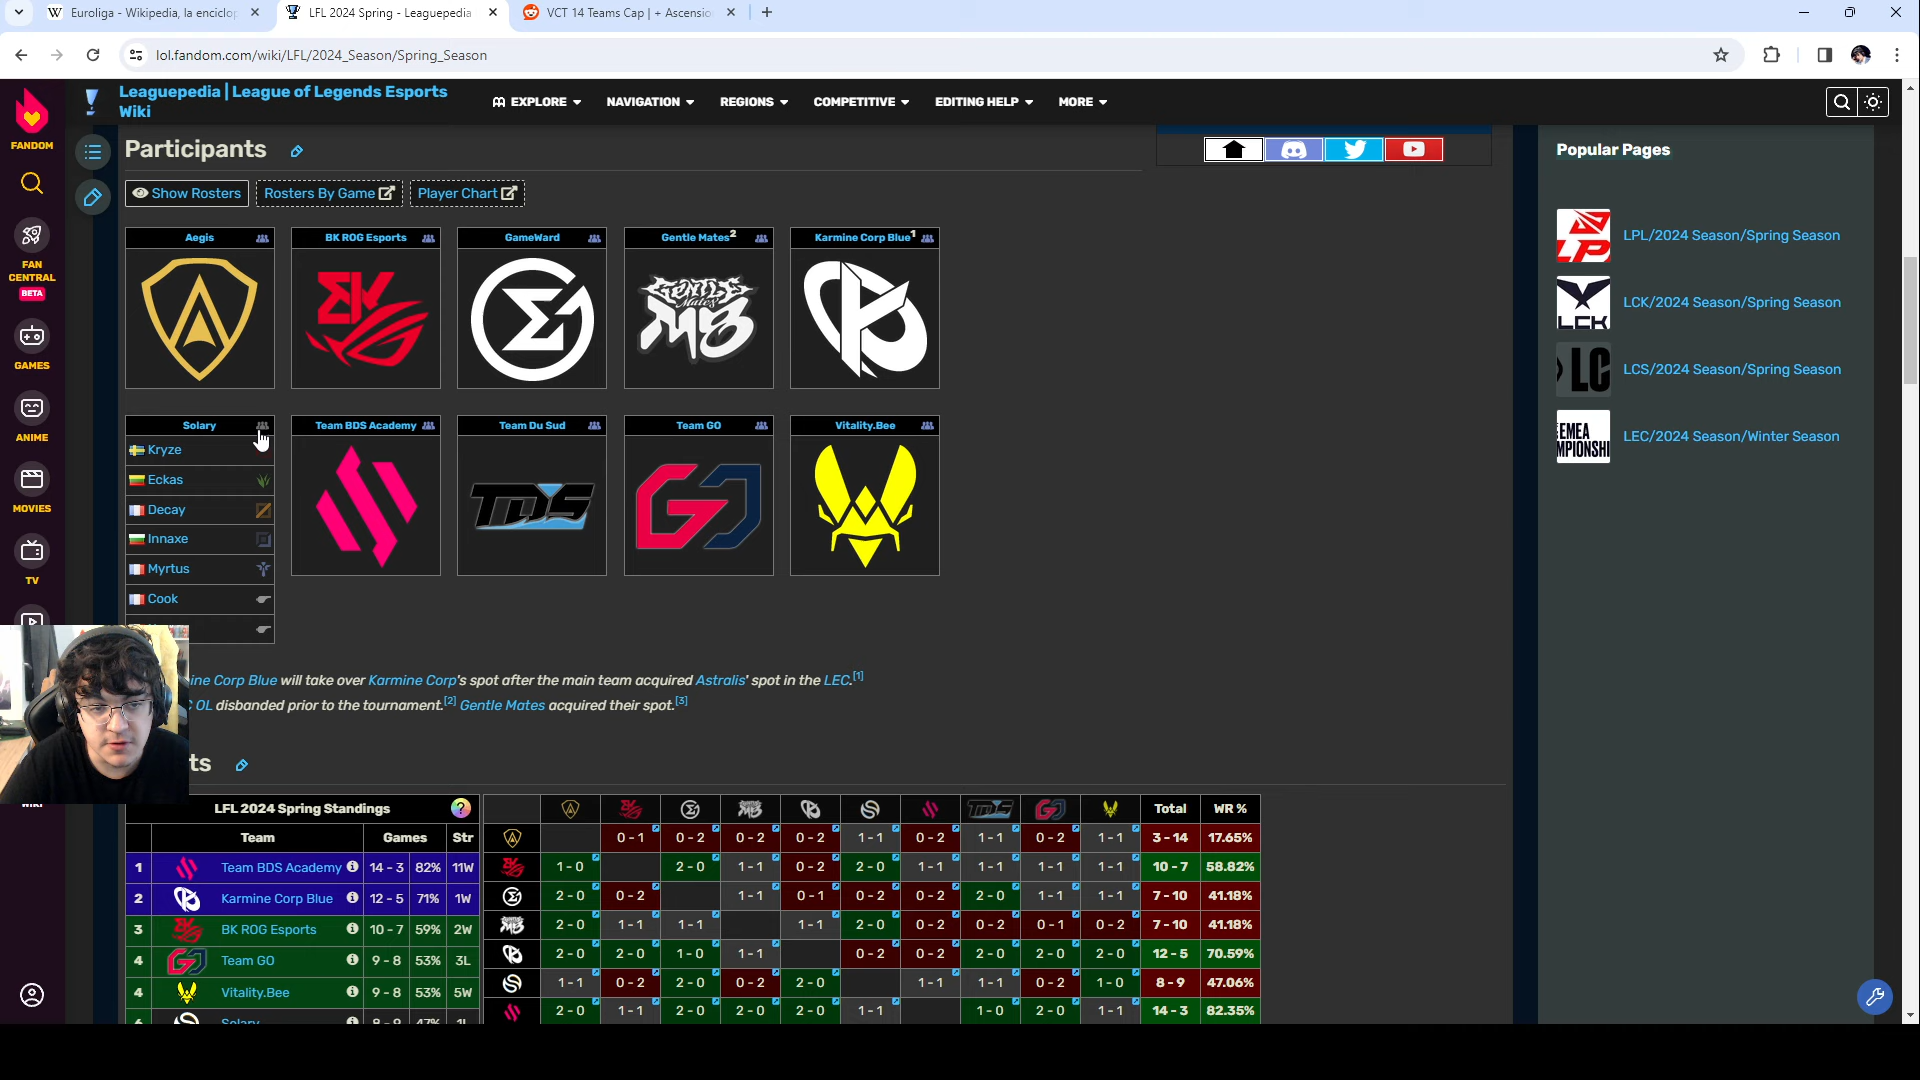 Euroliga - Wikipedia, la enciclop
LFL 2024 Spring - Leaguepedia
VCT 14 Teams Cap | + Ascensio
lol.fandom.com/wiki/LFL/2024_Season/Spring_Season
Leaguepedia | League of Legends Esports
Wiki
EXPLORE
NAVIGATION
REGIONS
COMPETITIVE
EDITING HELP
MORE
FANDOM
FAN
CENTRAL
BETA
GAMES
ANIME
MOVIES
TV
Participants
Show Rosters
Rosters By Game
Player Chart
Aegis
BK ROG Esports
GameWard
Gentle Mates2
Karmine Corp Blue1
GENTLE
Mates
M8
Solary
Team BDS Academy
Team Du Sud
Team GO
Vitality.Bee
TDS
Kryze
Eckas
Decay
Innaxe
Myrtus
Cook
ine Corp Blue will take over Karmine Corp's spot after the main team acquired Astralis' spot in the LEC.[1]
OL disbanded prior to the tournament.[2] Gentle Mates acquired their spot.[3]
ts
LFL 2024 Spring Standings
Team Games Str
1 Team BDS Academy 14 - 3 82% 11W
2 Karmine Corp Blue 12 - 5 71% 1W
3 BK ROG Esports 10 - 7 59% 2W
4 Team GO 9 - 8 53% 3L
4 Vitality.Bee 9 - 8 53% 5W
Solary 8 - 9 47% 1L
Total WR %
0 - 1 0 - 2 0 - 2 0 - 2 1 - 1 0 - 2 1 - 1 0 - 2 1 - 1 3 - 14 17.65%
1 - 0 2 - 0 1 - 1 0 - 2 2 - 0 1 - 1 1 - 1 1 - 1 1 - 1 10 - 7 58.82%
2 - 0 0 - 2 1 - 1 0 - 1 0 - 2 0 - 2 2 - 0 1 - 1 1 - 1 7 - 10 41.18%
2 - 0 1 - 1 1 - 1 1 - 1 2 - 0 0 - 2 0 - 2 0 - 1 0 - 2 7 - 10 41.18%
2 - 0 2 - 0 1 - 0 1 - 1 0 - 2 0 - 2 2 - 0 2 - 0 2 - 0 12 - 5 70.59%
1 - 1 0 - 2 2 - 0 0 - 2 2 - 0 1 - 1 1 - 1 0 - 2 1 - 0 8 - 9 47.06%
2 - 0 1 - 1 2 - 0 2 - 0 2 - 0 1 - 1 1 - 0 2 - 0 1 - 1 14 - 3 82.35%
Popular Pages
LPL/2024 Season/Spring Season
LCK
LCK/2024 Season/Spring Season
LC
LCS/2024 Season/Spring Season
EMEA
MPIONSHI
LEC/2024 Season/Winter Season